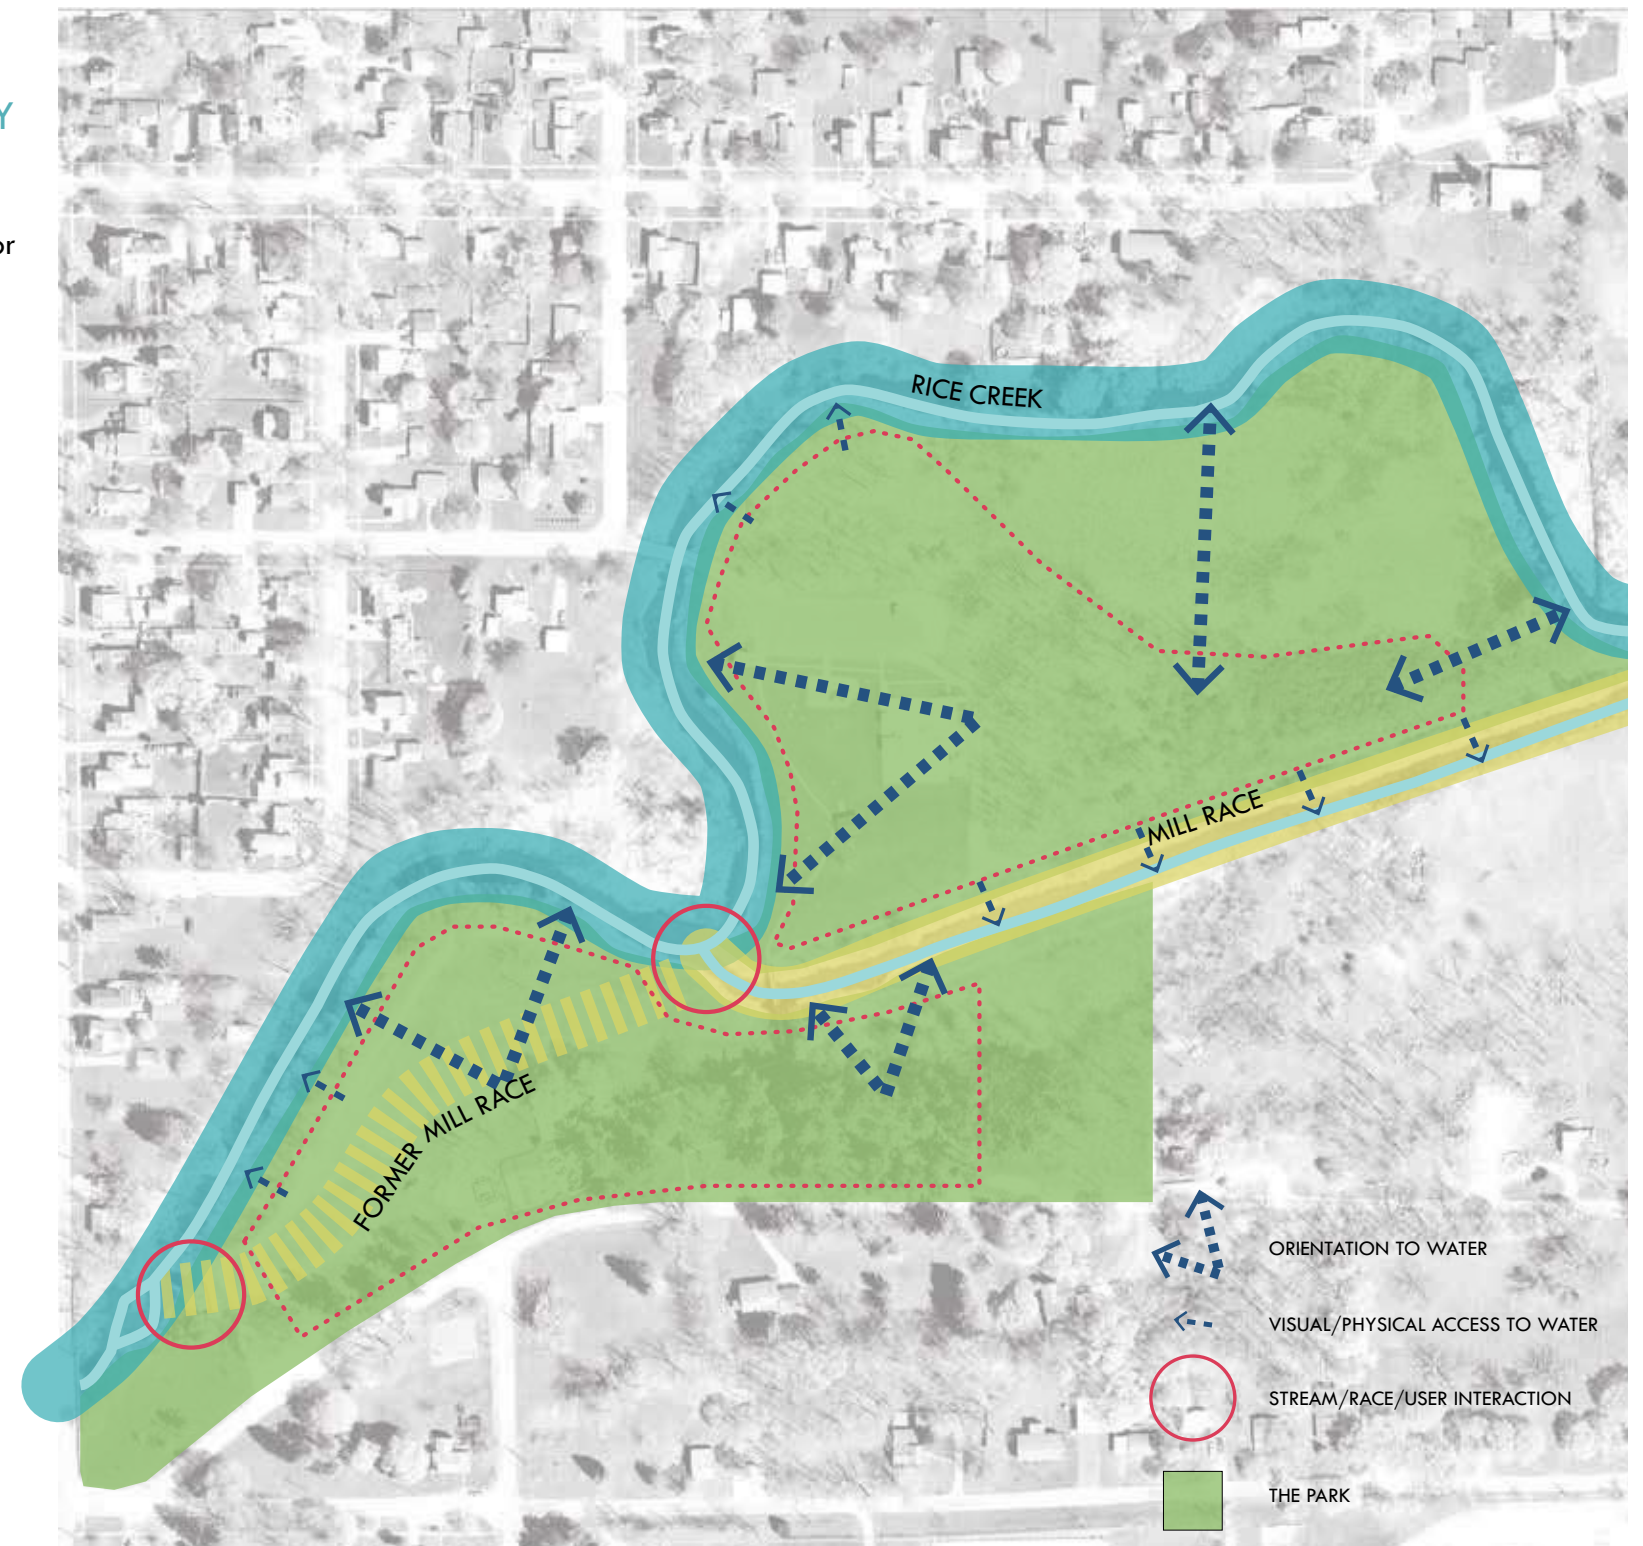 Y
or
RICE CREEK
MILL RACE
FORMER MILL RACE
ORIENTATION TO WATER
VISUAL/PHYSICAL ACCESS TO WATER
STREAM/RACE/USER INTERACTION
THE PARK